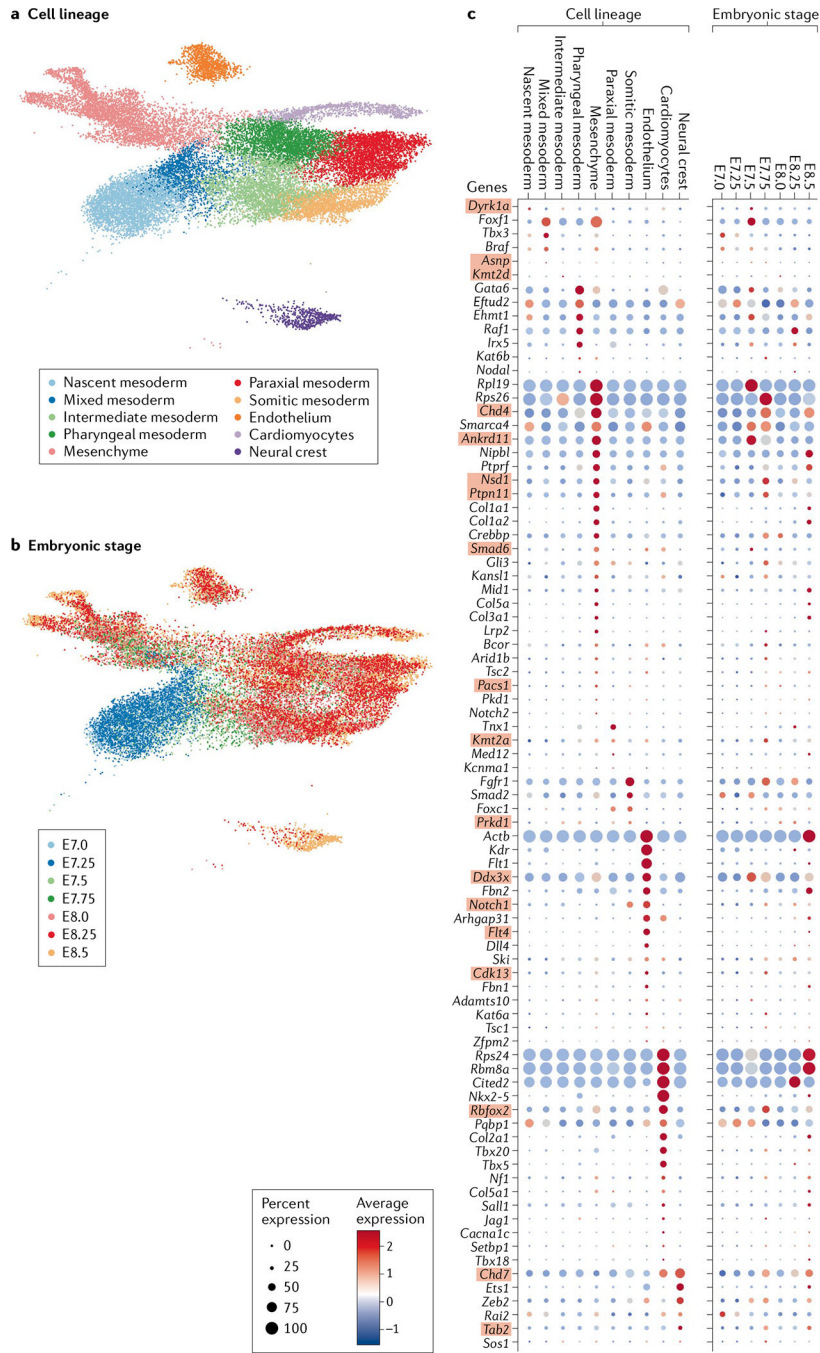 a Cell lineage
Nascent mesoderm
Mixed mesoderm
Intermediate mesoderm
Pharyngeal mesoderm
Mesenchyme
Paraxial mesoderm
Somitic mesoderm
Endothelium
Cardiomyocytes
Neural crest
b Embryonic stage
E7.0
E7.25
E7.5
E7.75
E8.0
E8.25
E8.5
Percent expression
0
25
50
75
100
Average expression
2
1
0
−1
c
Cell lineage
Embryonic stage
Nascent mesoderm
Mixed mesoderm
Intermediate mesoderm
Pharyngeal mesoderm
Mesenchyme
Paraxial mesoderm
Somitic mesoderm
Endothelium
Cardiomyocytes
Neural crest
E7.0
E7.25
E7.5
E7.75
E8.0
E8.25
E8.5
Genes
Dyrk1a
Foxf1
Tbx3
Braf
Asnp
Kmt2d
Gata6
Eftud2
Ehmt1
Raf1
Irx5
Kat6b
Nodal
Rpl19
Rps26
Chd4
Smarca4
Ankrd11
Nipbl
Ptprf
Nsd1
Ptpn11
Col1a1
Col1a2
Crebbp
Smad6
Gli3
Kansl1
Mid1
Col5a
Col3a1
Lrp2
Bcor
Arid1b
Tsc2
Pacs1
Pkd1
Notch2
Tnx1
Kmt2a
Med12
Kcnma1
Fgfr1
Smad2
Foxc1
Prkd1
Actb
Kdr
Flt1
Ddx3x
Fbn2
Notch1
Arhgap31
Flt4
Dll4
Ski
Cdk13
Fbn1
Adamts10
Kat6a
Tsc1
Zfpm2
Rps24
Rbm8a
Cited2
Nkx2-5
Rbfox2
Pqbp1
Col2a1
Tbx20
Tbx5
Nf1
Col5a1
Sall1
Jag1
Cacna1c
Setbp1
Tbx18
Chd7
Ets1
Zeb2
Rai2
Tab2
Sos1